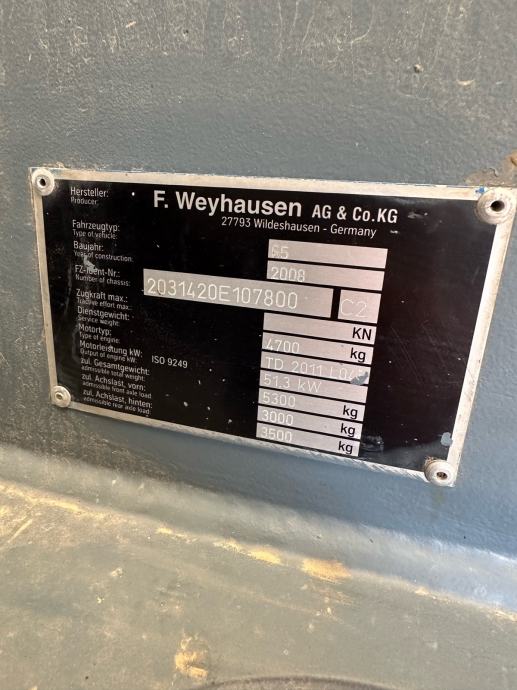 Hersteller:
Producer:
F. Weyhausen AG & Co.KG
27793 Wildeshausen - Germany
Fahrzeugtyp:
Type of vehicle:
65
Baujahr:
Year of construction:
2008
FZ-Ident-Nr.:
Number of chassis:
2031420E107800 C2
Zugkraft max.:
Tractive effort max.:
KN
Dienstgewicht:
Service weight:
4700 kg
Motortyp:
Type of engine:
TD 2011 L04
Motorleistung kW: ISO 9249
Output of engine kW:
51.3 kW
zul. Gesamtgewicht:
admissible total weight:
5300 kg
zul. Achslast, vorn:
admissible front axle load:
3000 kg
zul. Achslast, hinten:
admissible rear axle load:
3500 kg